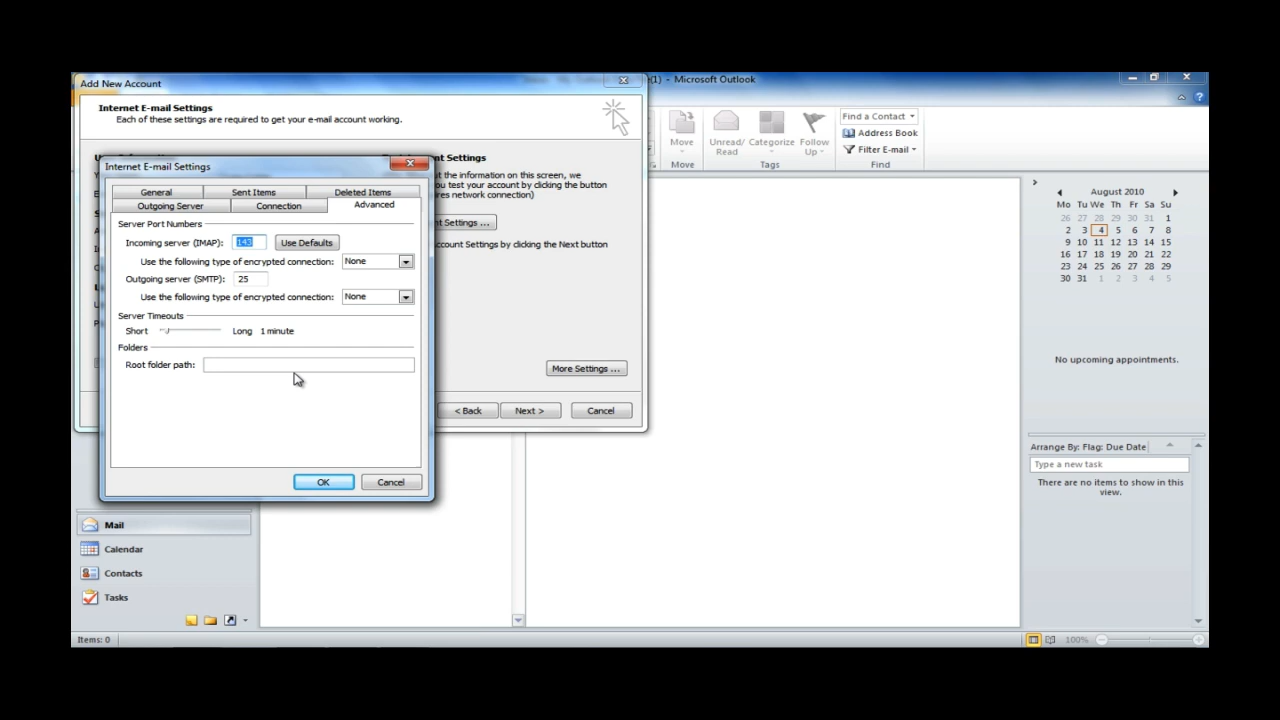 Add New Account
(1) - Microsoft Outlook
Internet E-mail Settings
Each of these settings are required to get your e-mail account working.
Find a Contact
Address Book
Filter E-mail
Move
Unread/
Read
Categorize
Follow
Up
Move
Tags
Find
Internet E-mail Settings
General
Sent Items
Deleted Items
Outgoing Server
Connection
Advanced
Server Port Numbers
Incoming server (IMAP):
143
Use Defaults
Use the following type of encrypted connection:
None
Outgoing server (SMTP):
25
Use the following type of encrypted connection:
None
Server Timeouts
Short
Long
1 minute
Folders
Root folder path:
OK
Cancel
Settings
the information on this screen, we
you test your account by clicking the button
network connection)
Settings ...
Account Settings by clicking the Next button
More Settings ...
< Back
Next >
Cancel
August 2010
Mo Tu We Th Fr Sa Su
26 27 28 29 30 31 1
2 3 4 5 6 7 8
9 10 11 12 13 14 15
16 17 18 19 20 21 22
23 24 25 26 27 28 29
30 31 1 2 3 4 5
No upcoming appointments.
Arrange By: Flag: Due Date
Type a new task
There are no items to show in this
view.
Mail
Calendar
Contacts
Tasks
Items: 0
100%